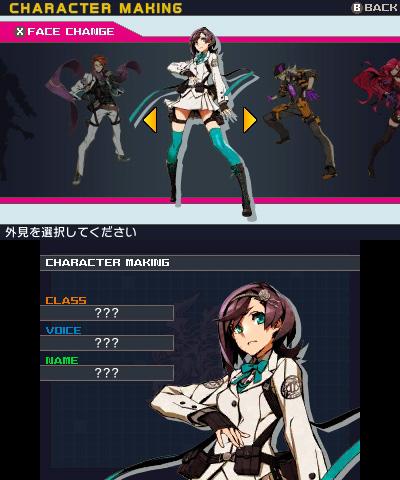 CHARACTER MAKING
B BACK
X FACE CHANGE
外見を選択してください
CHARACTER MAKING
CLASS
???
VOICE
???
NAME
???